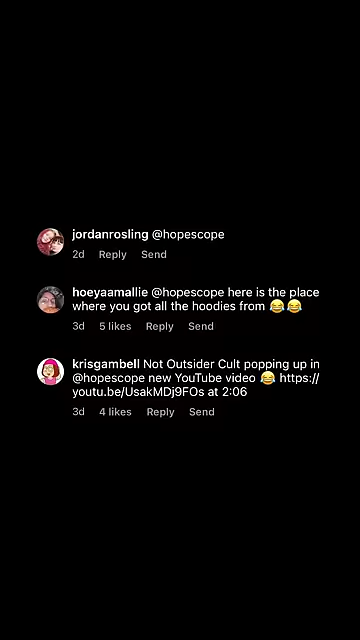 jordanrosling @hopescope
2d Reply Send
hoeyaamallie @hopescope here is the place
where you got all the hoodies from 😂😂
3d 5 likes Reply Send
krisgambell Not Outsider Cult popping up in
@hopescope new YouTube video 😂 https://
youtu.be/UsakMDj9FOs at 2:06
3d 4 likes Reply Send